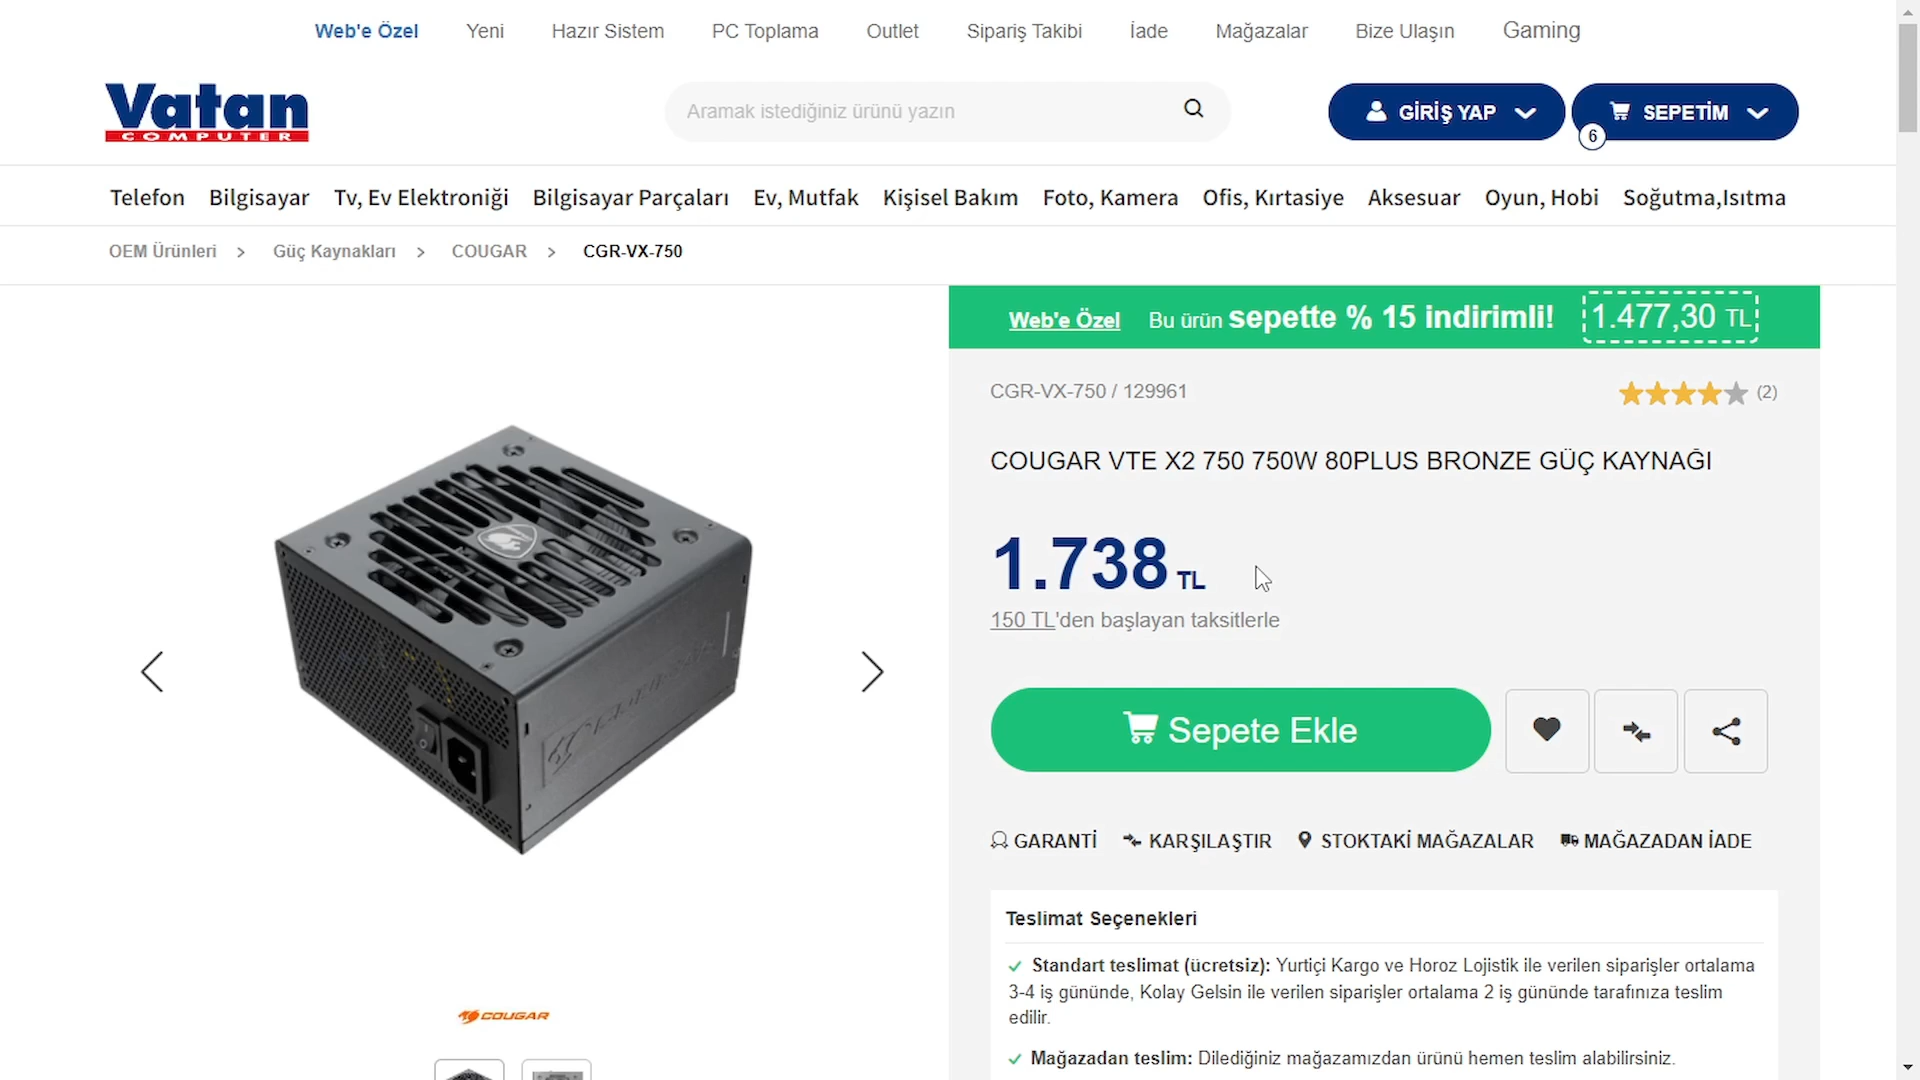 Web'e Özel Yeni Hazır Sistem PC Toplama Outlet Sipariş Takibi İade Mağazalar Bize Ulaşın Gaming
Vatan
COMPUTER
Aramak istediğiniz ürünü yazın
GİRİŞ YAP
SEPETİM
6
Telefon Bilgisayar Tv, Ev Elektroniği Bilgisayar Parçaları Ev, Mutfak Kişisel Bakım Foto, Kamera Ofis, Kırtasiye Aksesuar Oyun, Hobi Soğutma,Isıtma
OEM Ürünleri > Güç Kaynakları > COUGAR > CGR-VX-750
Web'e Özel Bu ürün sepette % 15 indirimli! 1.477,30 TL
CGR-VX-750 / 129961
(2)
COUGAR VTE X2 750 750W 80PLUS BRONZE GÜÇ KAYNAĞI
1.738 TL
150 TL'den başlayan taksitlerle
Sepete Ekle
GARANTİ KARŞILAŞTIR STOKTAKİ MAĞAZALAR MAĞAZADAN İADE
Teslimat Seçenekleri
Standart teslimat (ücretsiz): Yurtiçi Kargo ve Horoz Lojistik ile verilen siparişler ortalama
3-4 iş gününde, Kolay Gelsin ile verilen siparişler ortalama 2 iş gününde tarafınıza teslim
edilir.
Mağazadan teslim: Dilediğiniz mağazamızdan ürünü hemen teslim alabilirsiniz.
COUGAR